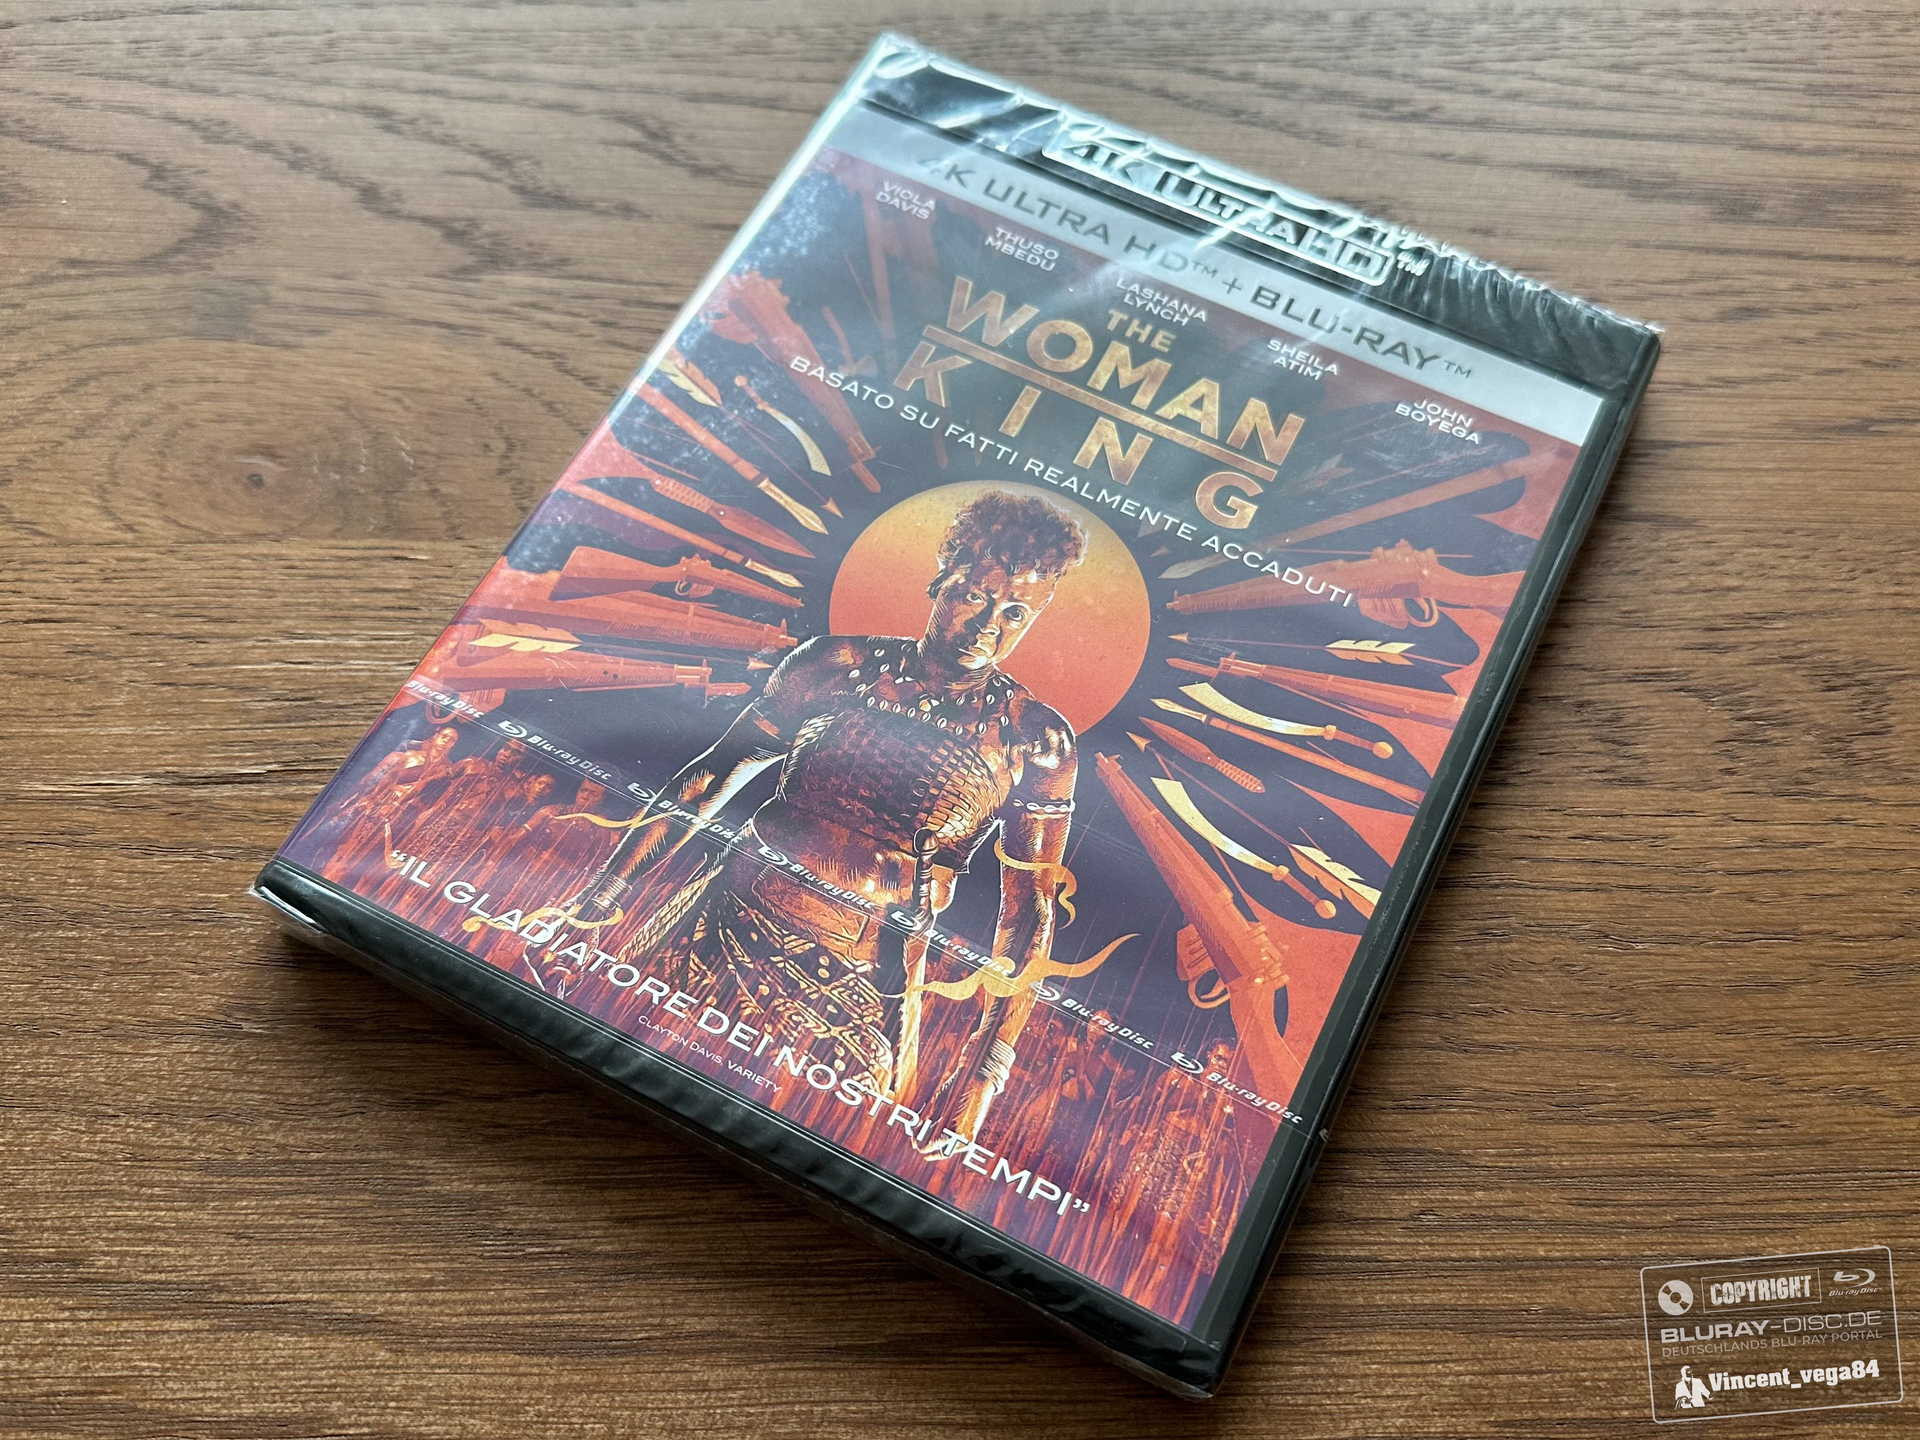 4K ULTRA HD™
4K ULTRA HD™ + BLU-RAY™
VIOLA
DAVIS
THUSO
MBEDU
LASHANA
LYNCH
SHEILA
ATIM
JOHN
BOYEGA
THE
WOMAN
KING
BASATO SU FATTI REALMENTE ACCADUTI
Blu-ray Disc Blu-ray Disc Blu-ray Disc Blu-ray Disc Blu-ray Disc Blu-ray Disc Blu-ray Disc
“IL GLADIATORE DEI NOSTRI TEMPI”
CLAYTON DAVIS, VARIETY
COPYRIGHT Blu-ray Disc
BLURAY-DISC.DE
DEUTSCHLANDS BLU-RAY PORTAL
Vincent_vega84